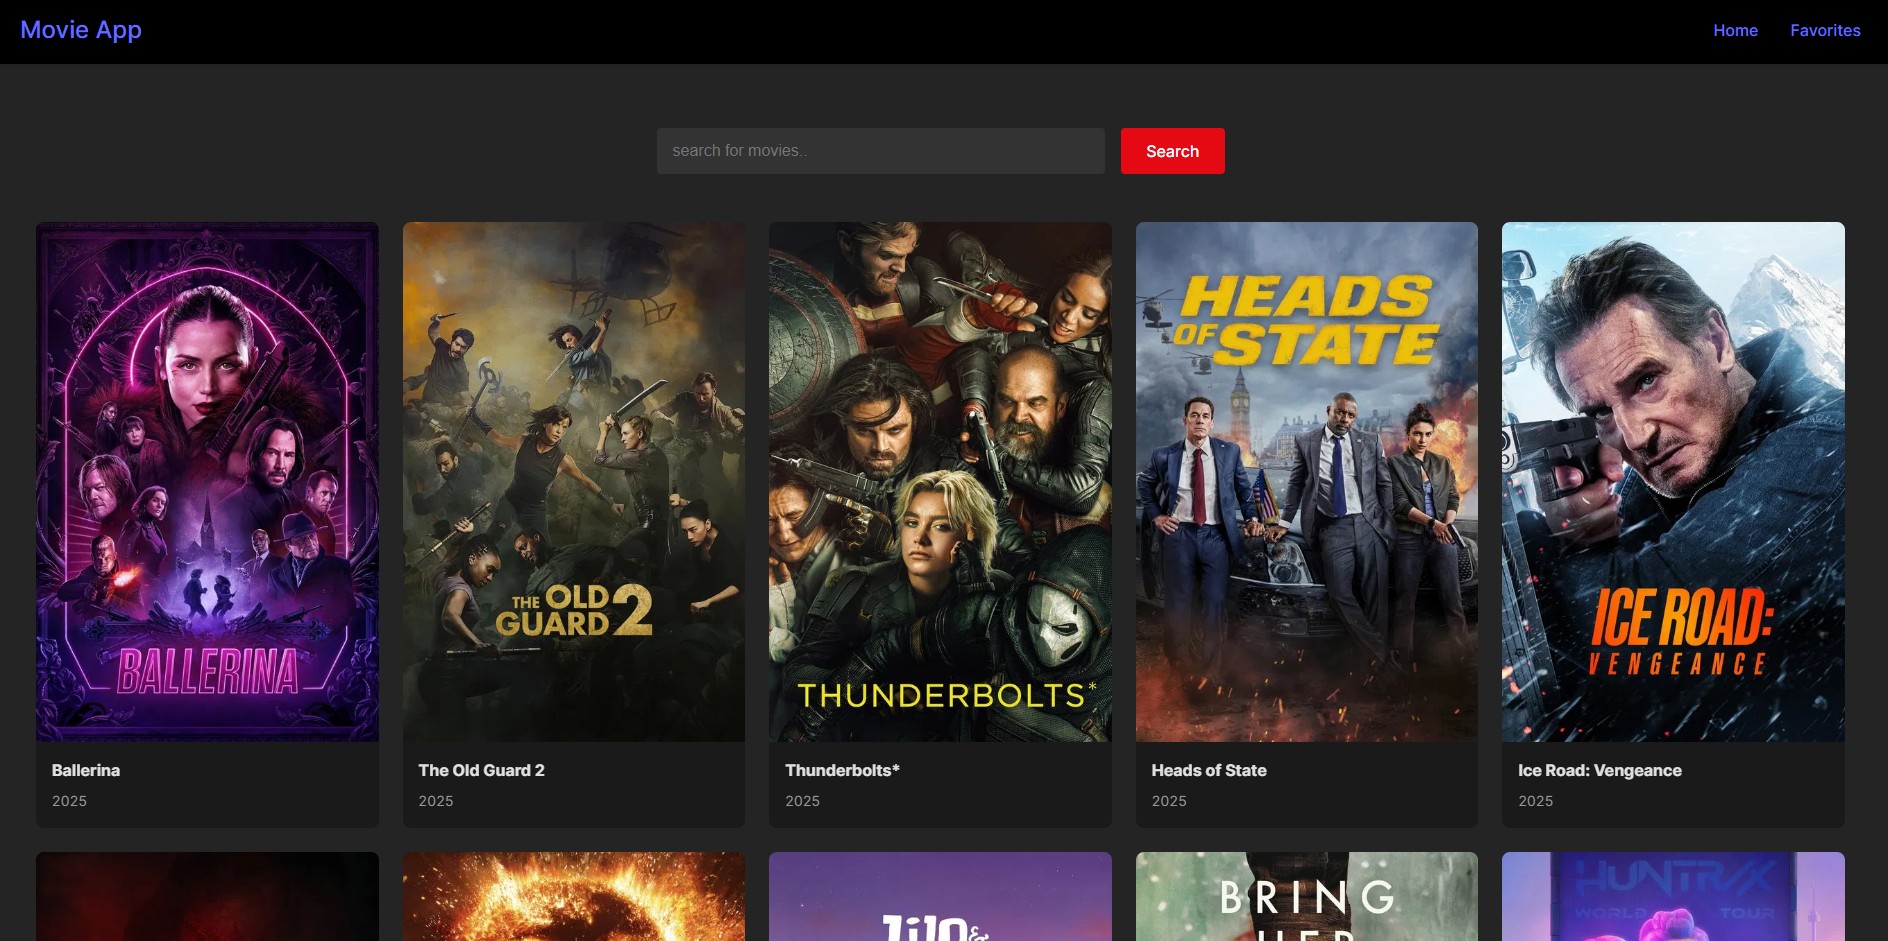 Movie App
Home
Favorites
search for movies..
Search
BALLERINA
THE OLD
GUARD 2
THUNDERBOLTS*
HEADS
OF STATE
ICE ROAD:
VENGEANCE
Ballerina
2025
The Old Guard 2
2025
Thunderbolts*
2025
Heads of State
2025
Ice Road: Vengeance
2025
Lilo &
BRING
HER
HUNTR/X
WORLD TOUR